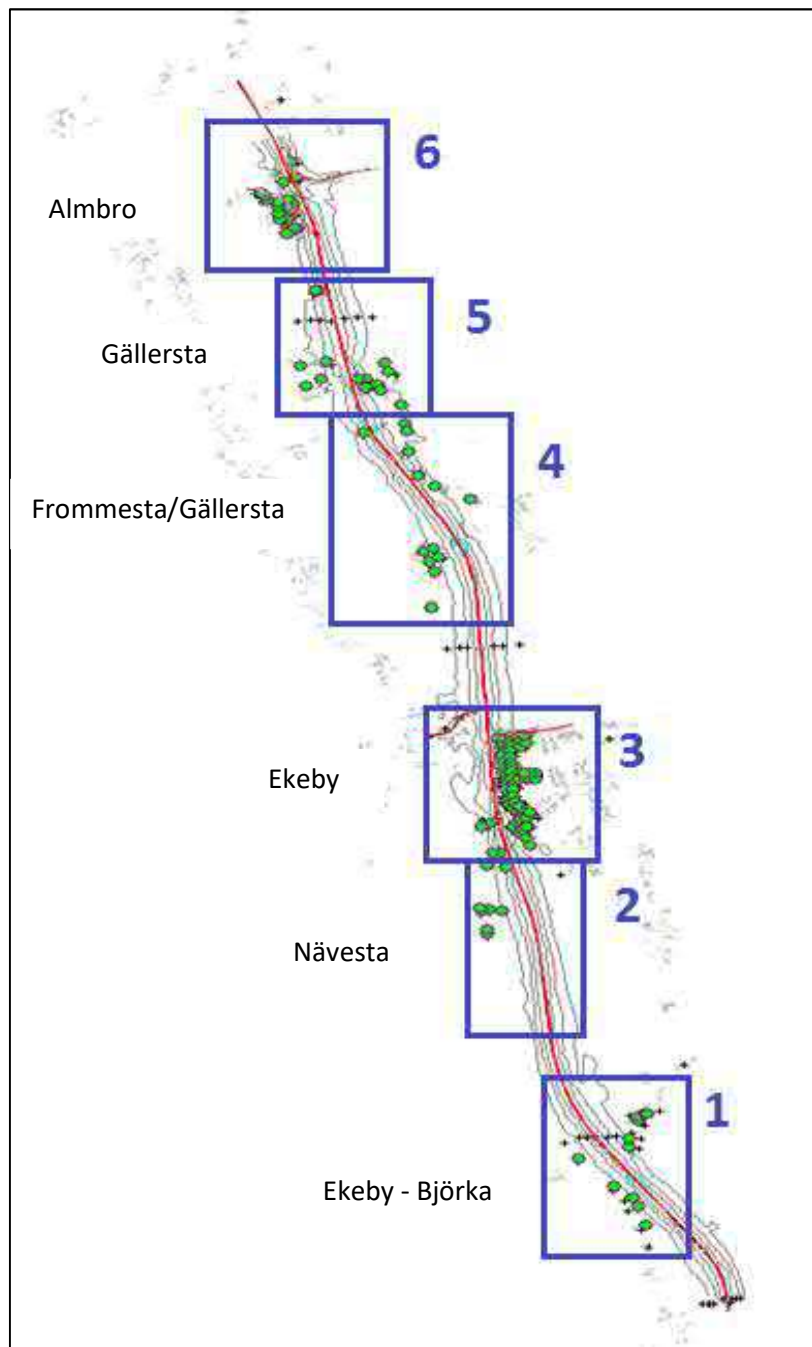 6
Almbro
5
Gällersta
4
Frommesta/Gällersta
3
Ekeby
2
Nävesta
1
Ekeby - Björka